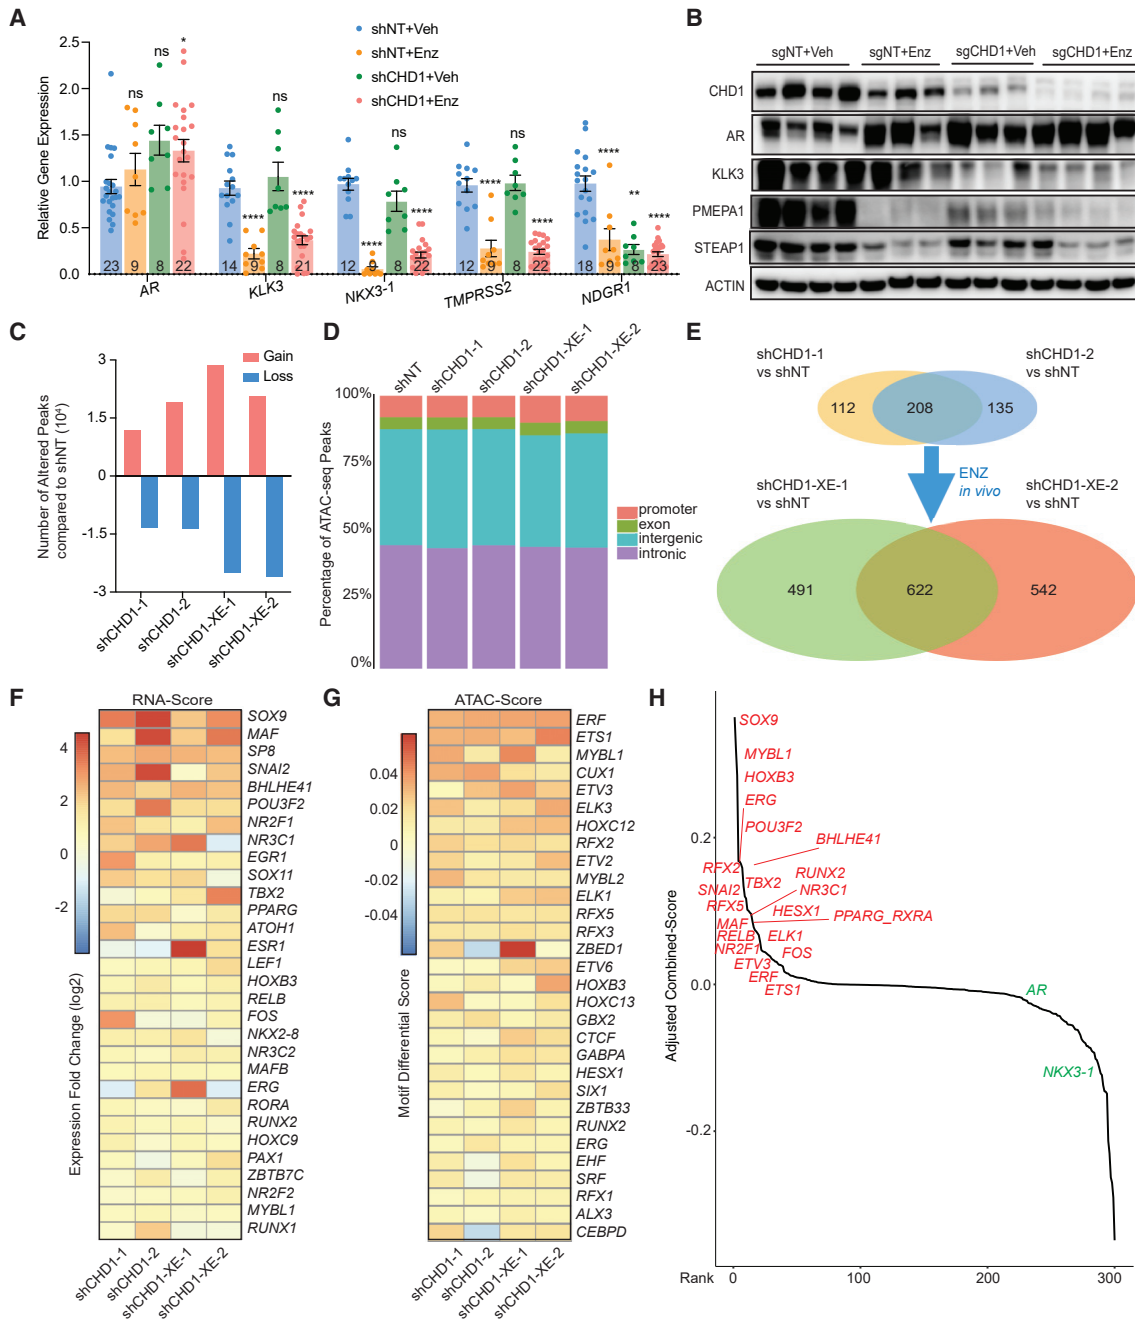 A
shNT+Veh
shNT+Enz
shCHD1+Veh
shCHD1+Enz
Relative Gene Expression
2.5
2.0
1.5
1.0
0.5
0.0
ns ns *
**** ns ****
**** ns ****
**** ns ****
**** ** ****
23 9 8 22
14 9 8 21
12 9 8 22
12 9 8 22
18 9 8 23
AR KLK3 NKX3-1 TMPRSS2 NDGR1
B
sgNT+Veh sgNT+Enz sgCHD1+Veh sgCHD1+Enz
CHD1
AR
KLK3
PMEPA1
STEAP1
ACTIN
C
Gain
Loss
Number of Altered Peaks
compared to shNT (10⁴)
3
1.5
0
-1.5
-3
shCHD1-1 shCHD1-2 shCHD1-XE-1 shCHD1-XE-2
D
shNT shCHD1-1 shCHD1-2 shCHD1-XE-1 shCHD1-XE-2
Percentage of ATAC-seq Peaks
100%
75%
50%
25%
0%
promoter
exon
intergenic
intronic
E
shCHD1-1
vs shNT
shCHD1-2
vs shNT
112 208 135
ENZ
in vivo
shCHD1-XE-1
vs shNT
shCHD1-XE-2
vs shNT
491 622 542
F
RNA-Score
Expression Fold Change (log2)
4
2
0
-2
SOX9
MAF
SP8
SNAI2
BHLHE41
POU3F2
NR2F1
NR3C1
EGR1
SOX11
TBX2
PPARG
ATOH1
ESR1
LEF1
HOXB3
RELB
FOS
NKX2-8
NR3C2
MAFB
ERG
RORA
RUNX2
HOXC9
PAX1
ZBTB7C
NR2F2
MYBL1
RUNX1
shCHD1-1 shCHD1-2 shCHD1-XE-1 shCHD1-XE-2
G
ATAC-Score
Motif Differential Score
0.04
0.02
0
-0.02
-0.04
ERF
ETS1
MYBL1
CUX1
ETV3
ELK3
HOXC12
RFX2
ETV2
MYBL2
ELK1
RFX5
RFX3
ZBED1
ETV6
HOXB3
HOXC13
GBX2
CTCF
GABPA
HESX1
SIX1
ZBTB33
RUNX2
ERG
EHF
SRF
RFX1
ALX3
CEBPD
shCHD1-1 shCHD1-2 shCHD1-XE-1 shCHD1-XE-2
H
Adjusted Combined-Score
0.2
0.0
-0.2
SOX9
MYBL1
HOXB3
ERG
POU3F2
BHLHE41
RFX2
RUNX2
TBX2
SNAI2
NR3C1
RFX5
HESX1
PPARG_RXRA
MAF
RELB
ELK1
NR2F1
FOS
ETV3
ERF
ETS1
AR
NKX3-1
Rank 0 100 200 300